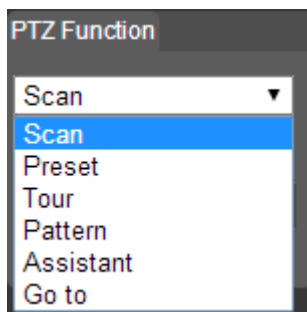 PTZ Function
Scan
Scan
Preset
Tour
Pattern
Assistant
Go to